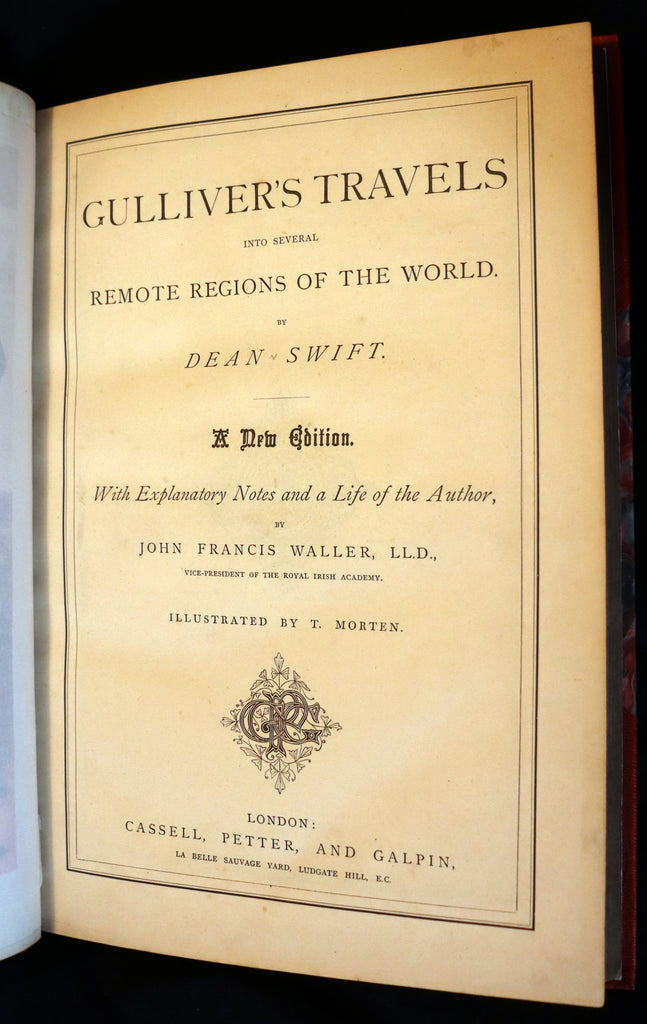 GULLIVER'S TRAVELS
INTO SEVERAL
REMOTE REGIONS OF THE WORLD.
BY
DEAN SWIFT.
A New Edition.
With Explanatory Notes and a Life of the Author,
BY
JOHN FRANCIS WALLER, LL.D.,
VICE-PRESIDENT OF THE ROYAL IRISH ACADEMY.
ILLUSTRATED BY T. MORTEN.
LONDON:
CASSELL, PETTER, AND GALPIN,
LA BELLE SAUVAGE YARD, LUDGATE HILL, E.C.